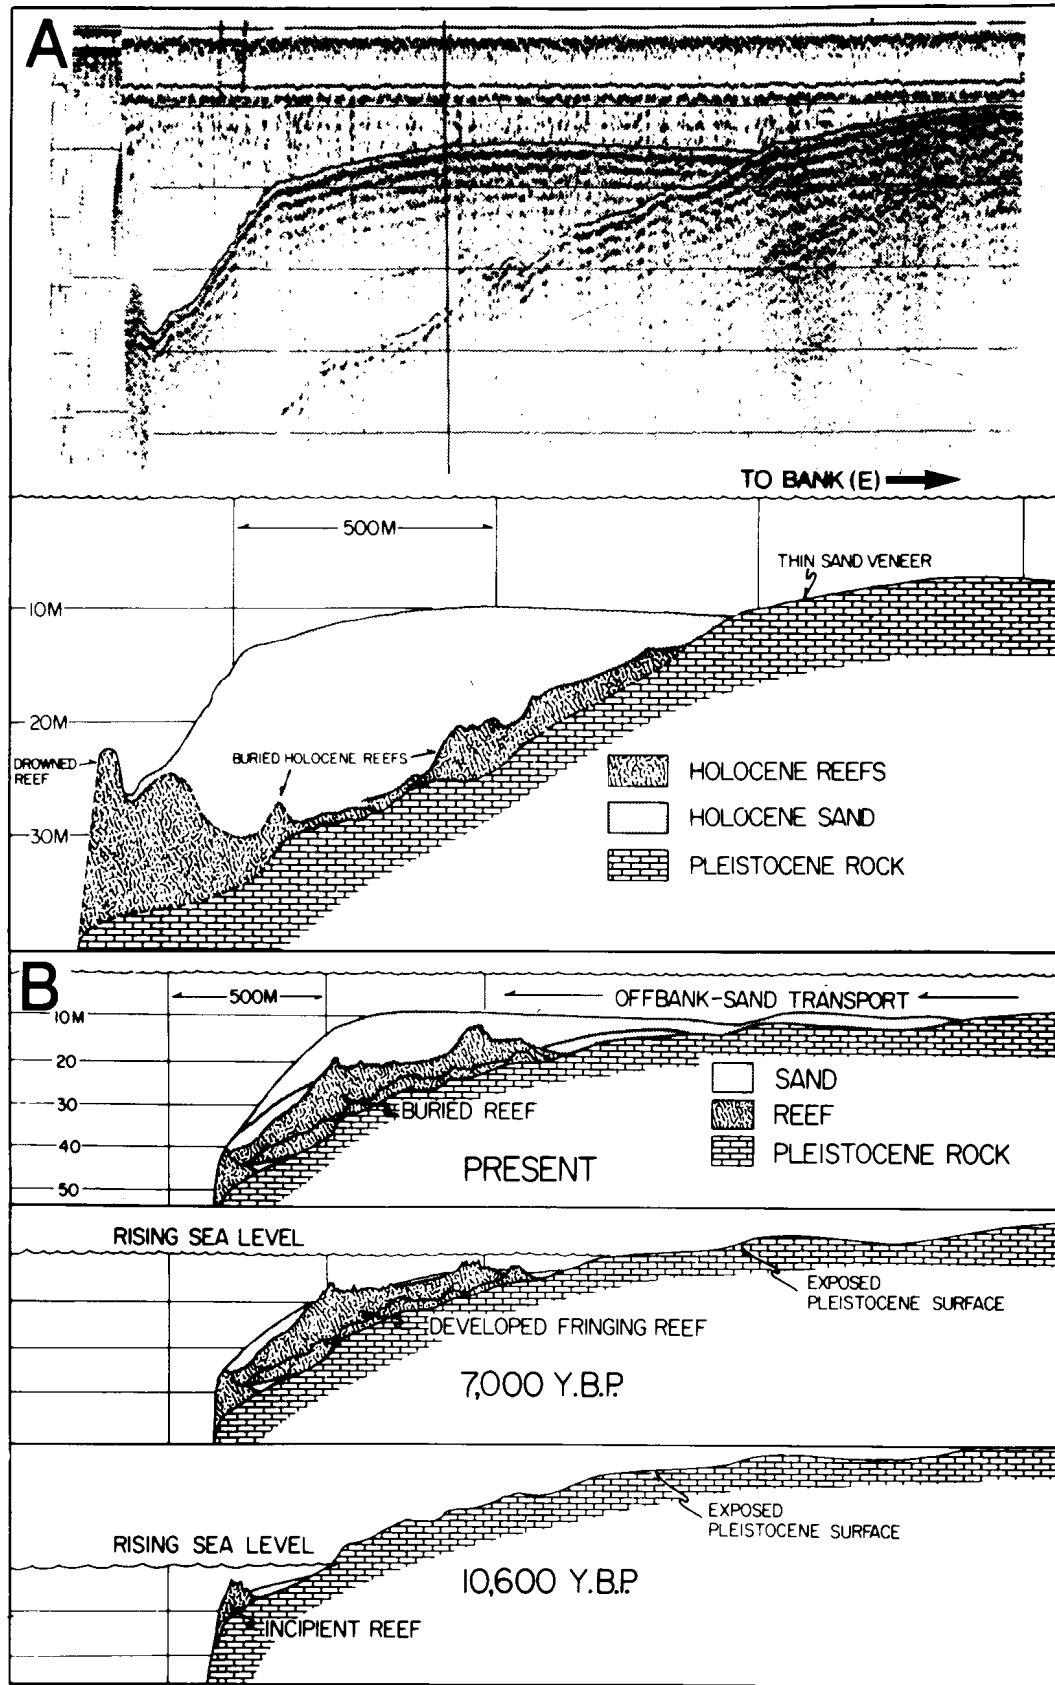 A
TO BANK (E)
500M
THIN SAND VENEER
10M
20M
DROWNED
REEF
BURIED HOLOCENE REEFS
30M
HOLOCENE REEFS
HOLOCENE SAND
PLEISTOCENE ROCK
B
500M
OFFBANK-SAND TRANSPORT
10M
20
30
40
50
BURIED REEF
PRESENT
SAND
REEF
PLEISTOCENE ROCK
RISING SEA LEVEL
EXPOSED
PLEISTOCENE SURFACE
DEVELOPED FRINGING REEF
7,000 Y.B.P.
EXPOSED
PLEISTOCENE SURFACE
RISING SEA LEVEL
10,600 Y.B.P.
INCIPIENT REEF